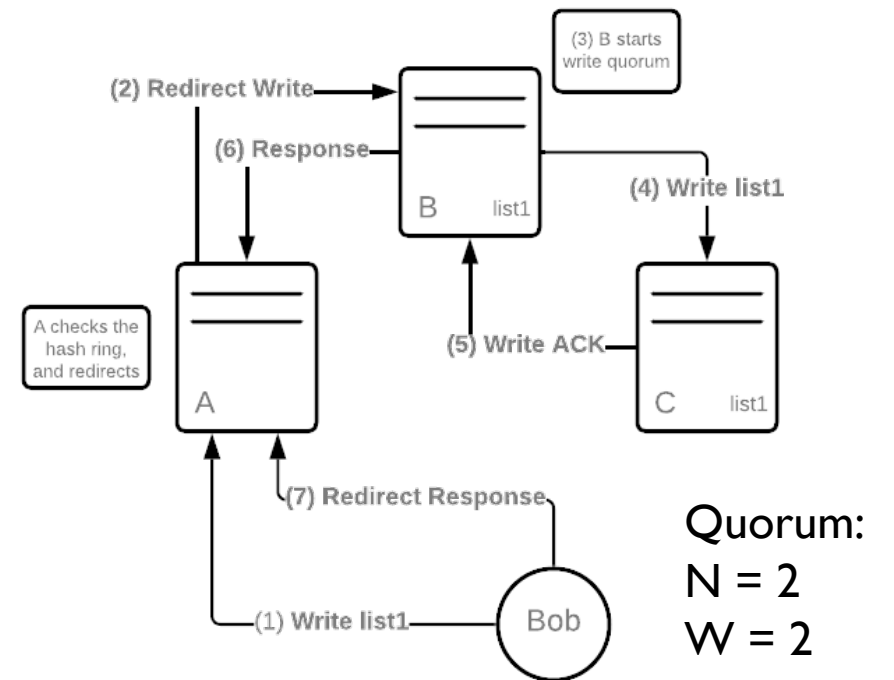 (3) B starts
write quorum
(2) Redirect Write
(6) Response
B
list1
(4) Write list1
A checks the
hash ring,
and redirects
(5) Write ACK
A
C
list1
(7) Redirect Response
Quorum:
N = 2
W = 2
(1) Write list1
Bob